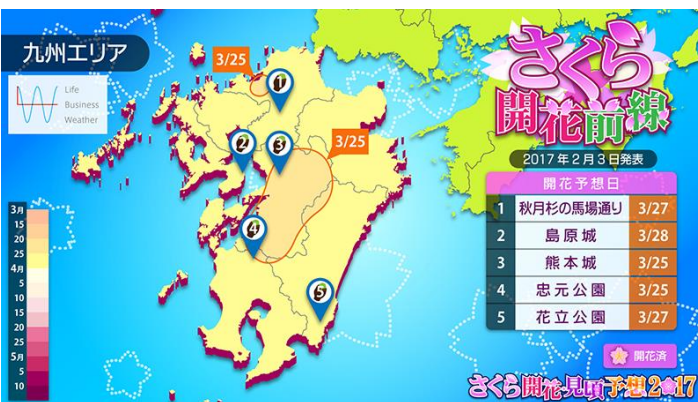 九州エリア
Life
Business
Weather
3/25
3/25
1
2
3
4
5
3月
15
20
25
4月
5
10
15
20
25
5月
5
10
さくら
開花前線
2017年2月3日発表
開花予想日
1 秋月杉の馬場通り 3/27
2 島原城 3/28
3 熊本城 3/25
4 忠元公園 3/25
5 花立公園 3/27
開花済
さくら開花・見頃予想2017